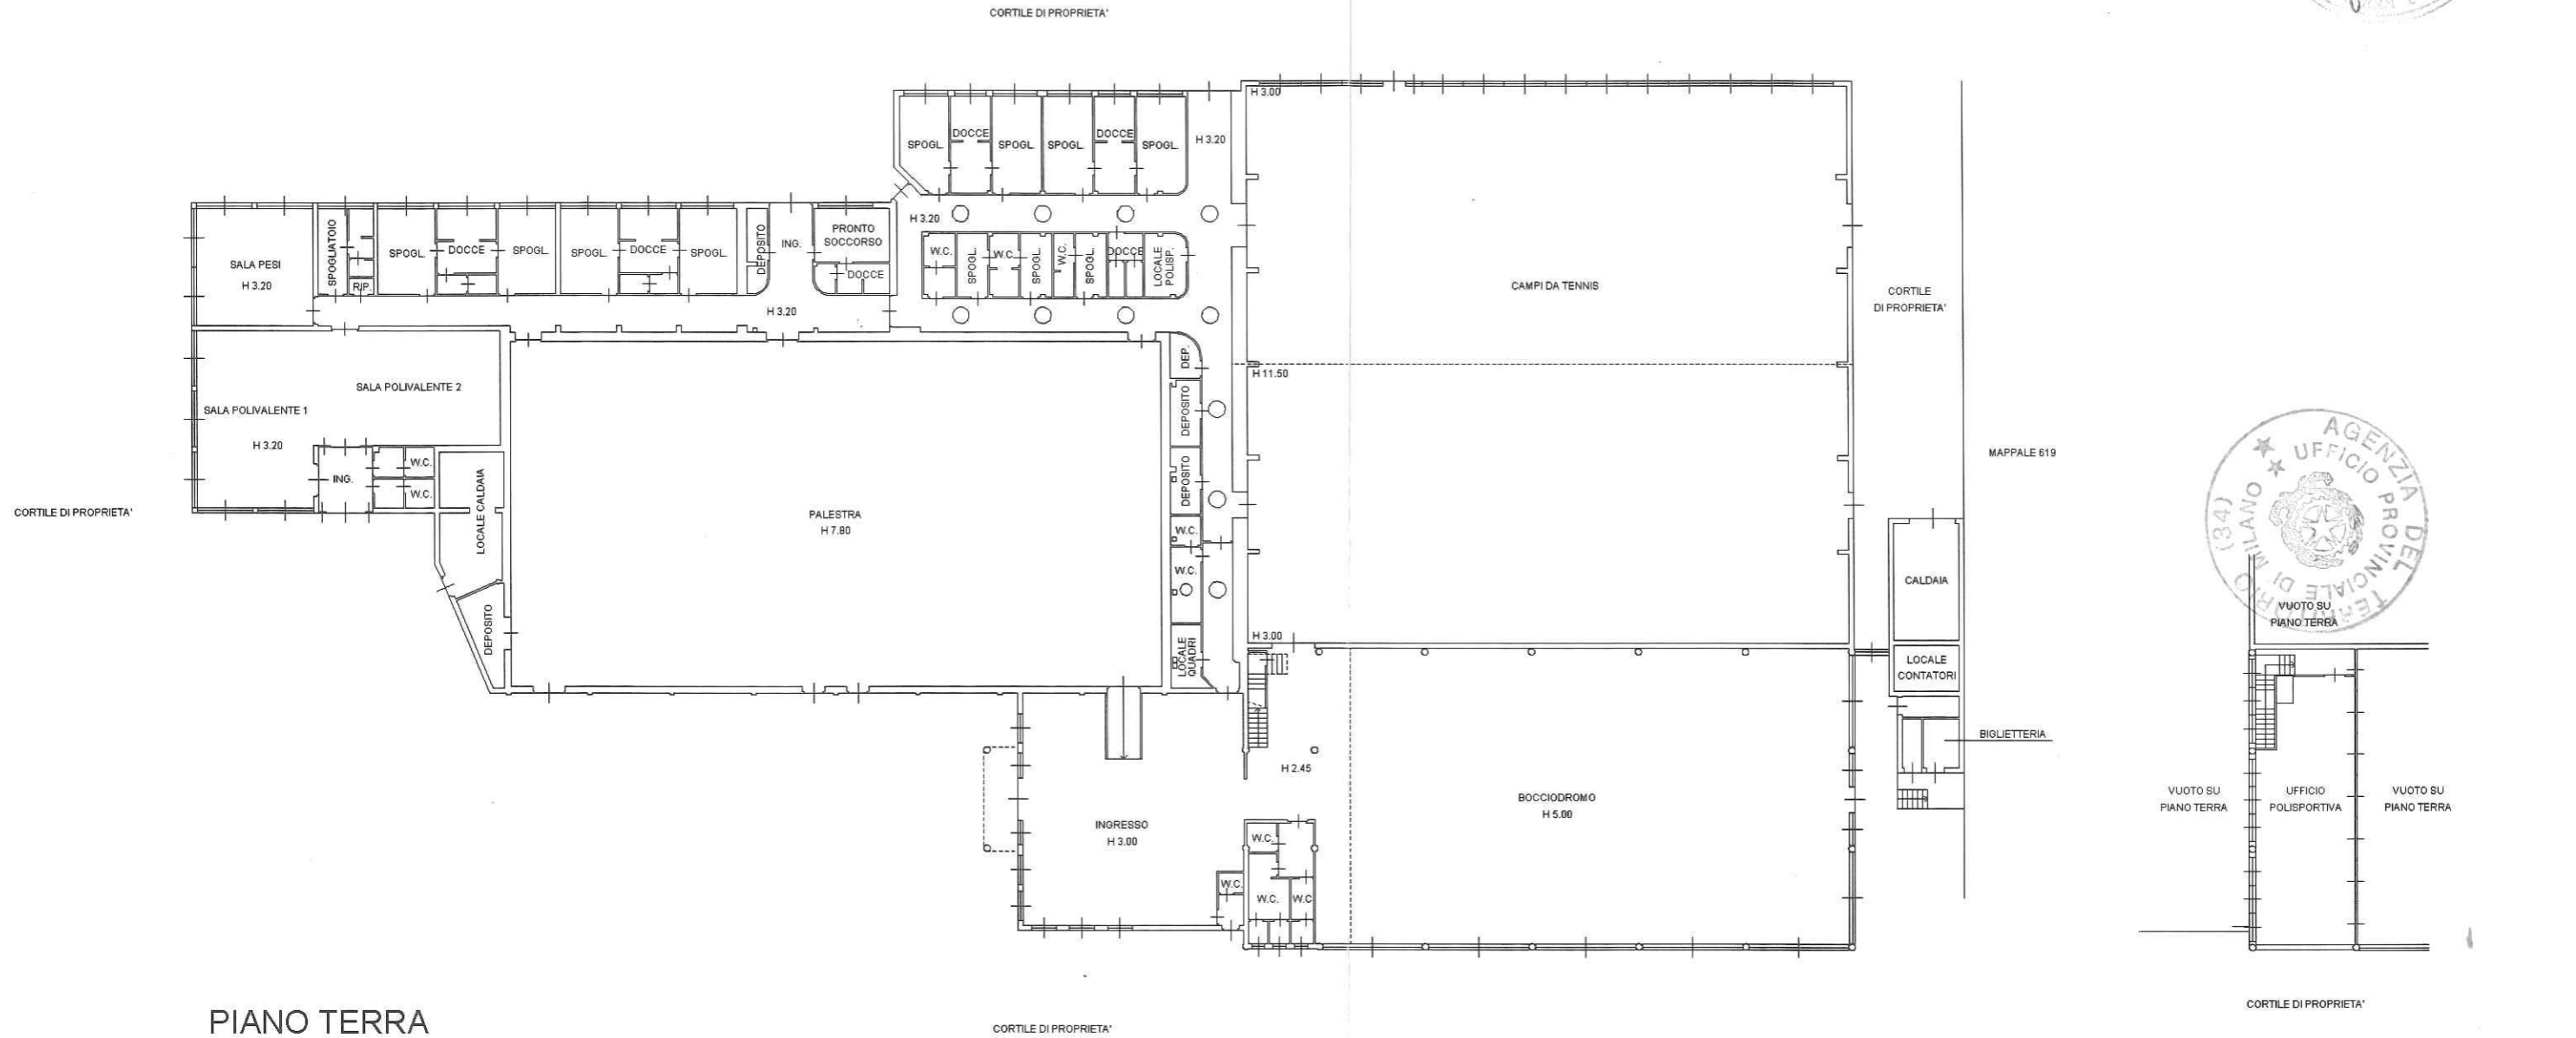 CORTILE DI PROPRIETA'
H 3.00
SPOGL.
DOCCE
SPOGL.
SPOGL.
DOCCE
SPOGL.
H 3.20
H 3.20
SPOGLIATOIO
RIP.
SPOGL.
DOCCE
SPOGL.
SPOGL.
DOCCE
SPOGL.
DEPOSITO
ING.
PRONTO
SOCCORSO
DOCCE
W.C.
SPOGL.
W.C.
SPOGL.
W.C.
SPOGL.
DOCCE
LOCALE
POLISP.
SALA PESI
H 3.20
H 3.20
CAMPI DA TENNIS
CORTILE
DI PROPRIETA'
DEP.
H 11.50
SALA POLIVALENTE 2
SALA POLIVALENTE 1
H 3.20
DEPOSITO
DEPOSITO
W.C.
W.C.
ING.
LOCALE CALDAIA
MAPPALE 619
CORTILE DI PROPRIETA'
PALESTRA
H 7.80
W.C.
W.C.
DEPOSITO
LOCALE
QUADRI
H 3.00
CALDAIA
LOCALE
CONTATORI
BIGLIETTERIA
AGENZIA DEL TERRITORIO (34)
UFFICIO PROVINCIALE DI MILANO
VUOTO SU
PIANO TERRA
H 2.45
BOCCIODROMO
H 5.00
INGRESSO
H 3.00
W.C.
W.C.
W.C.
W.C
VUOTO SU
PIANO TERRA
UFFICIO
POLISPORTIVA
VUOTO SU
PIANO TERRA
CORTILE DI PROPRIETA'
PIANO TERRA
CORTILE DI PROPRIETA'